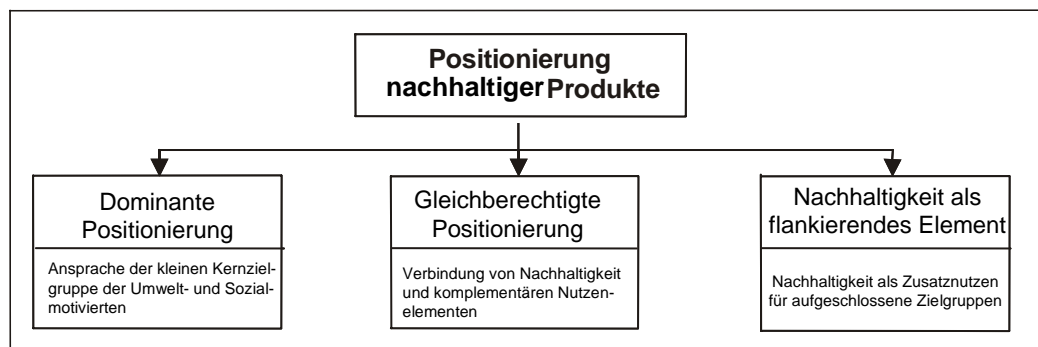 Positionierung
nachhaltiger Produkte
Dominante
Positionierung
Ansprache der kleinen Kernziel-
gruppe der Umwelt- und Sozial-
motivierten
Gleichberechtigte
Positionierung
Verbindung von Nachhaltigkeit
und komplementären Nutzen-
elementen
Nachhaltigkeit als
flankierendes Element
Nachhaltigkeit als Zusatznutzen
für aufgeschlossene Zielgruppen